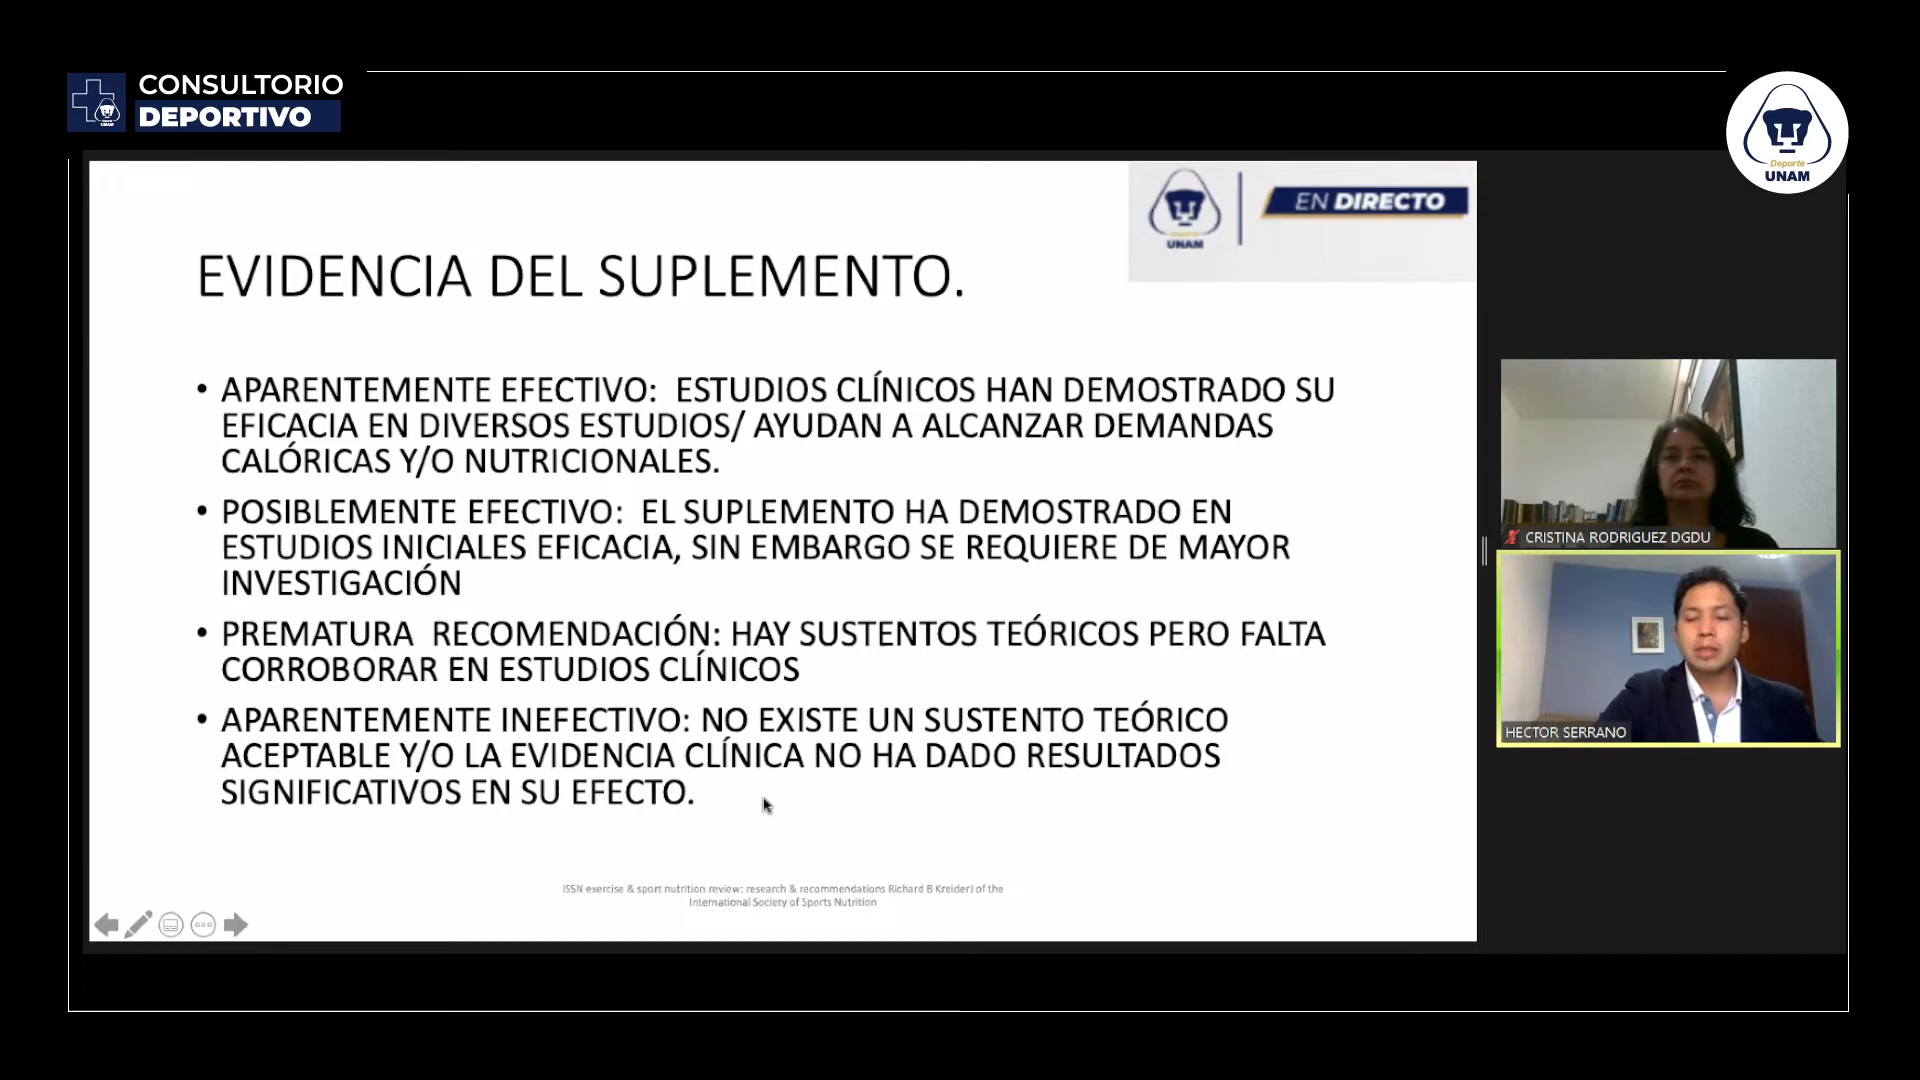 CONSULTORIO
DEPORTIVO
Deporte
UNAM
UNAM
EN DIRECTO
EVIDENCIA DEL SUPLEMENTO.
• APARENTEMENTE EFECTIVO: ESTUDIOS CLÍNICOS HAN DEMOSTRADO SU
EFICACIA EN DIVERSOS ESTUDIOS/ AYUDAN A ALCANZAR DEMANDAS
CALÓRICAS Y/O NUTRICIONALES.
• POSIBLEMENTE EFECTIVO: EL SUPLEMENTO HA DEMOSTRADO EN
ESTUDIOS INICIALES EFICACIA, SIN EMBARGO SE REQUIERE DE MAYOR
INVESTIGACIÓN
• PREMATURA RECOMENDACIÓN: HAY SUSTENTOS TEÓRICOS PERO FALTA
CORROBORAR EN ESTUDIOS CLÍNICOS
• APARENTEMENTE INEFECTIVO: NO EXISTE UN SUSTENTO TEÓRICO
ACEPTABLE Y/O LA EVIDENCIA CLÍNICA NO HA DADO RESULTADOS
SIGNIFICATIVOS EN SU EFECTO.
ISSN exercise & sport nutrition review: research & recommendations Richard B KreiderJ of the
International Society of Sports Nutrition
CRISTINA RODRIGUEZ DGDU
HECTOR SERRANO